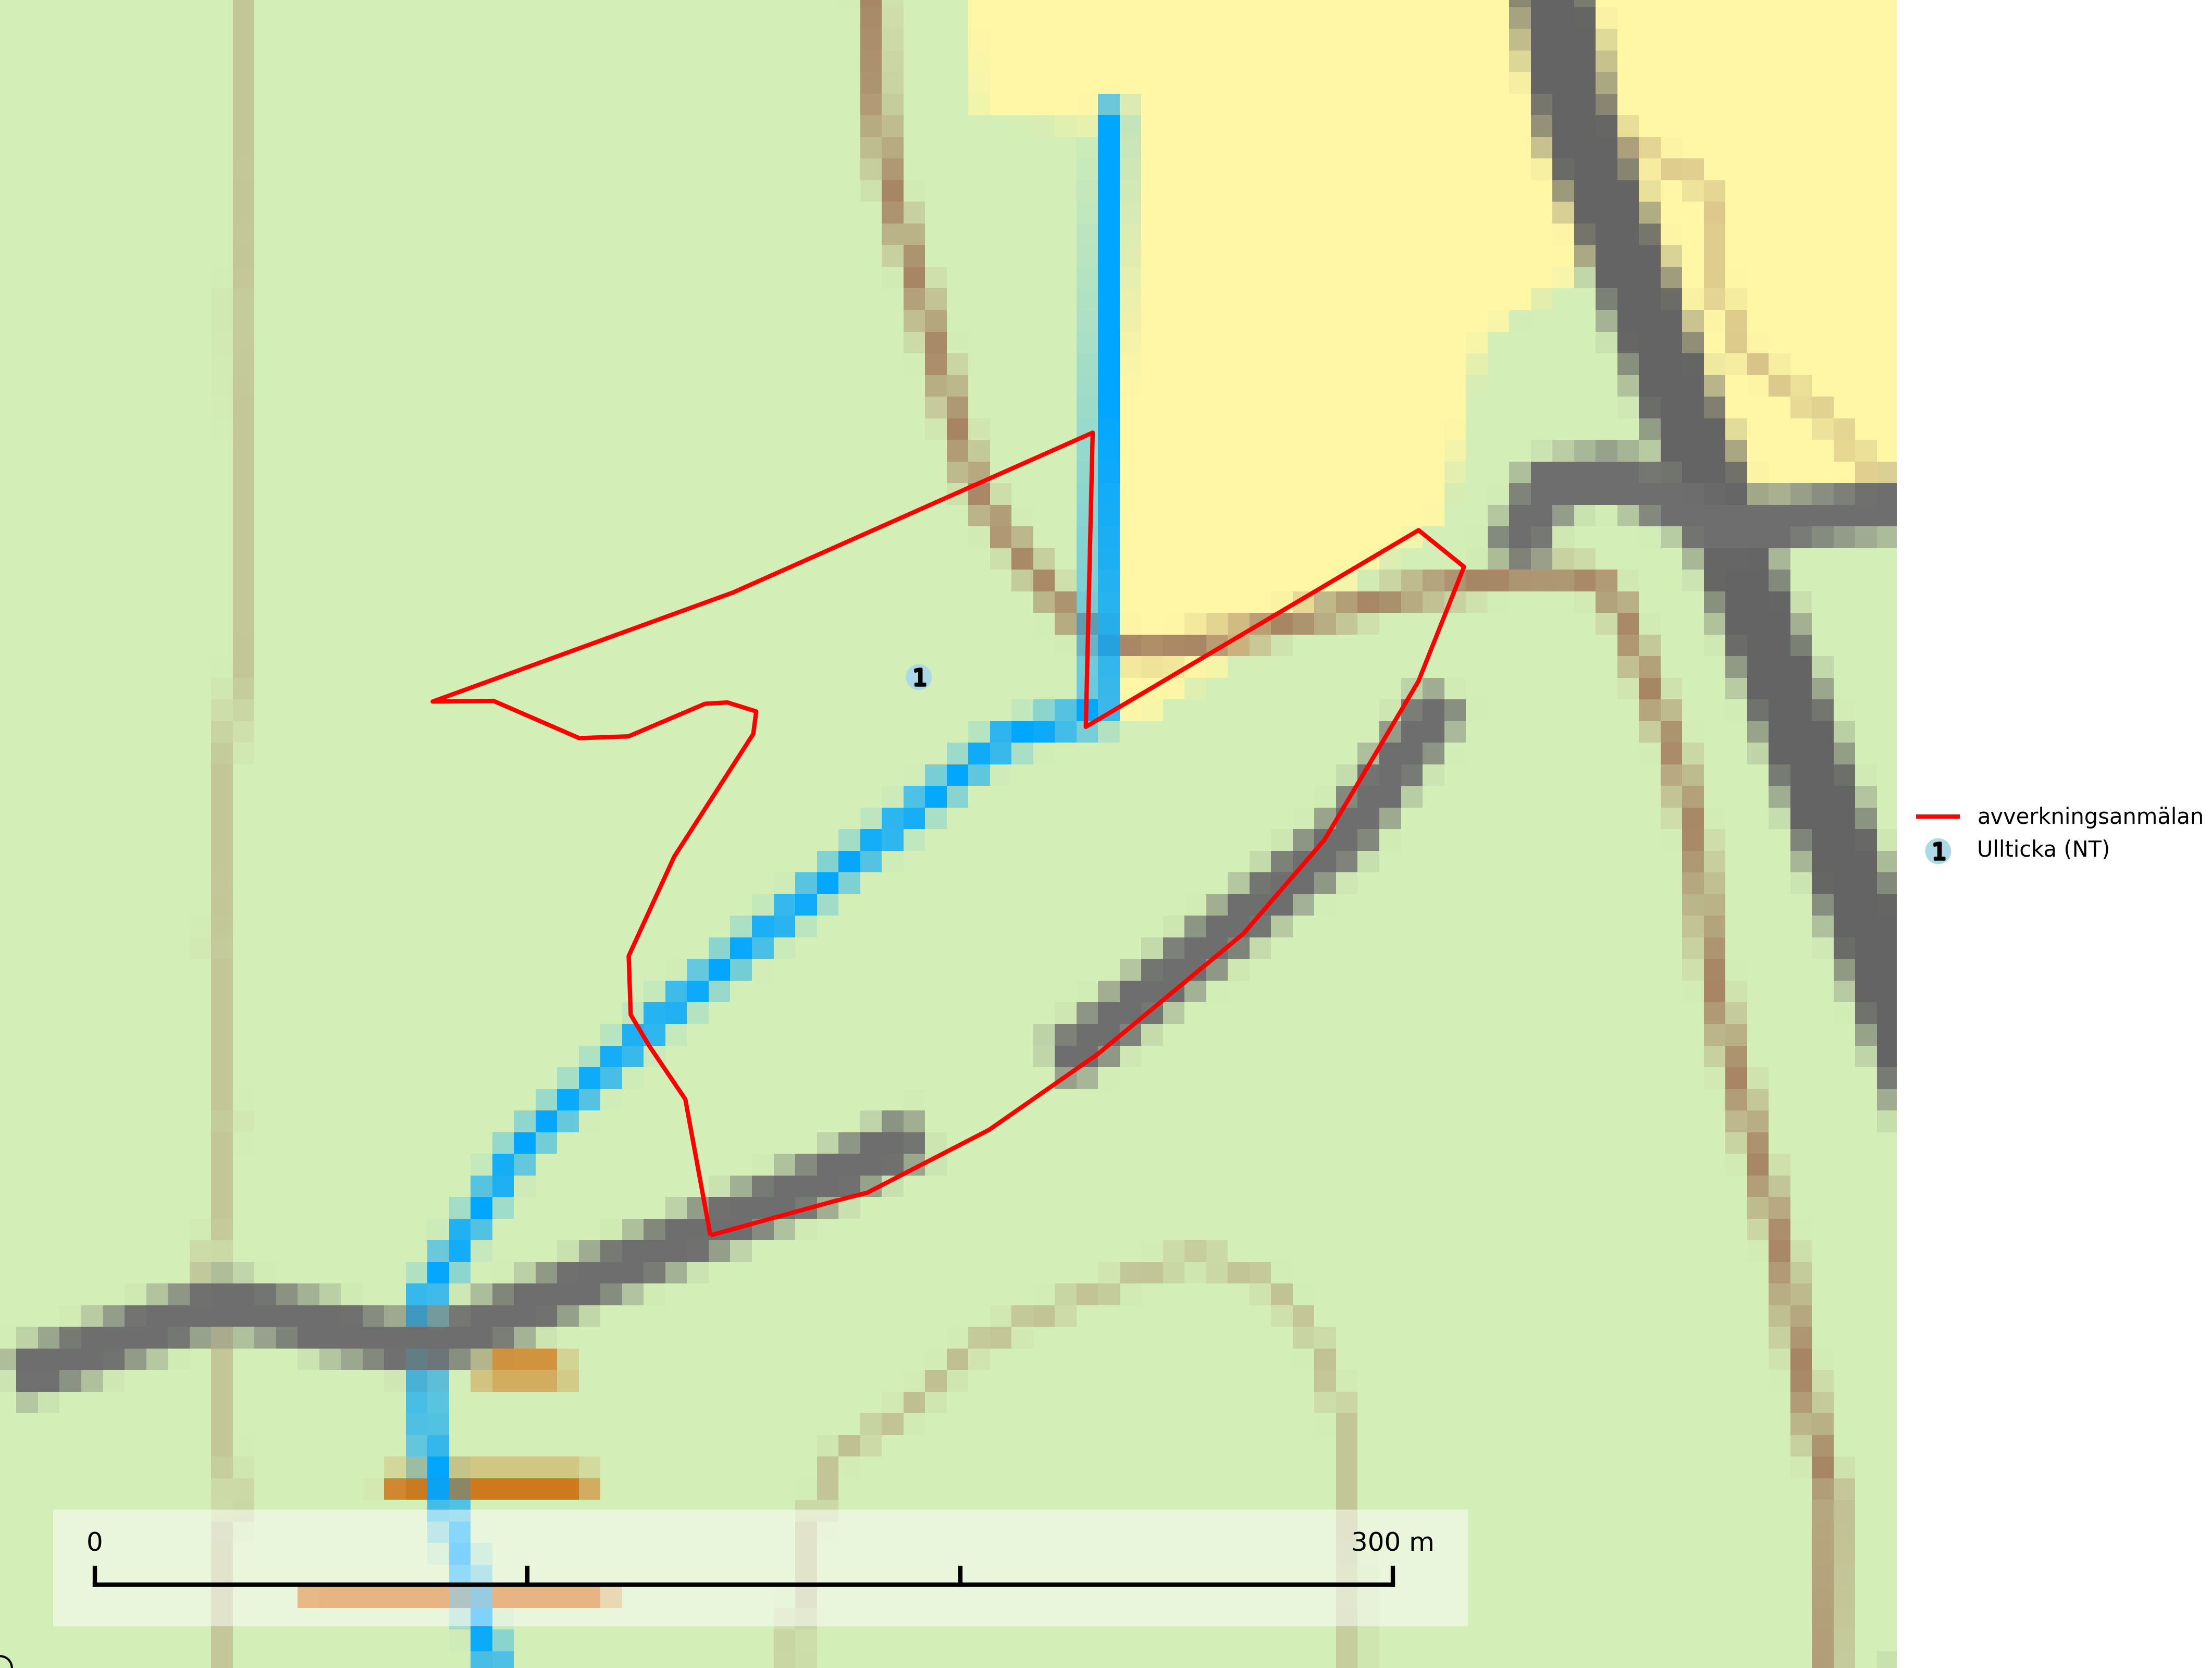 1
avverkningsanmälan
1 Ullticka (NT)
0 300 m